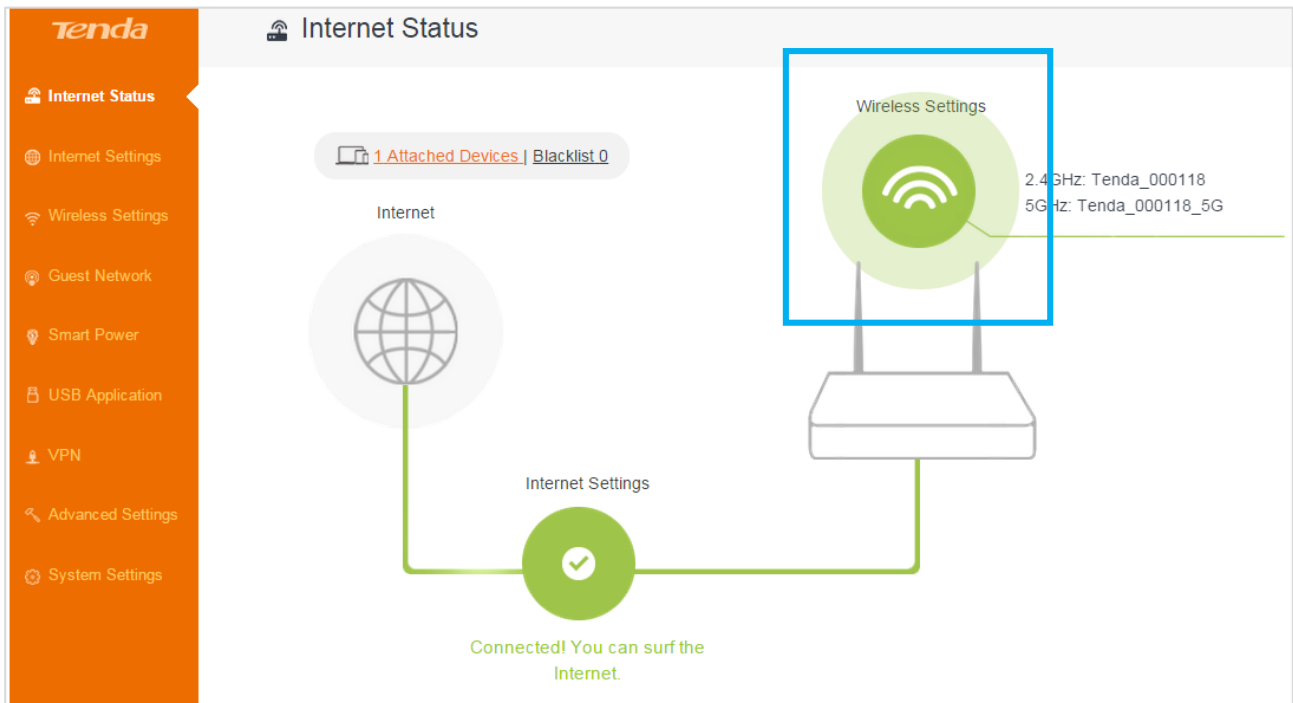 Tenda
Internet Status
Internet Status
Internet Settings
Wireless Settings
Guest Network
Smart Power
USB Application
VPN
Advanced Settings
System Settings
1 Attached Devices | Blacklist 0
Internet
Wireless Settings
2.4GHz: Tenda_000118
5GHz: Tenda_000118_5G
Internet Settings
Connected! You can surf the
Internet.